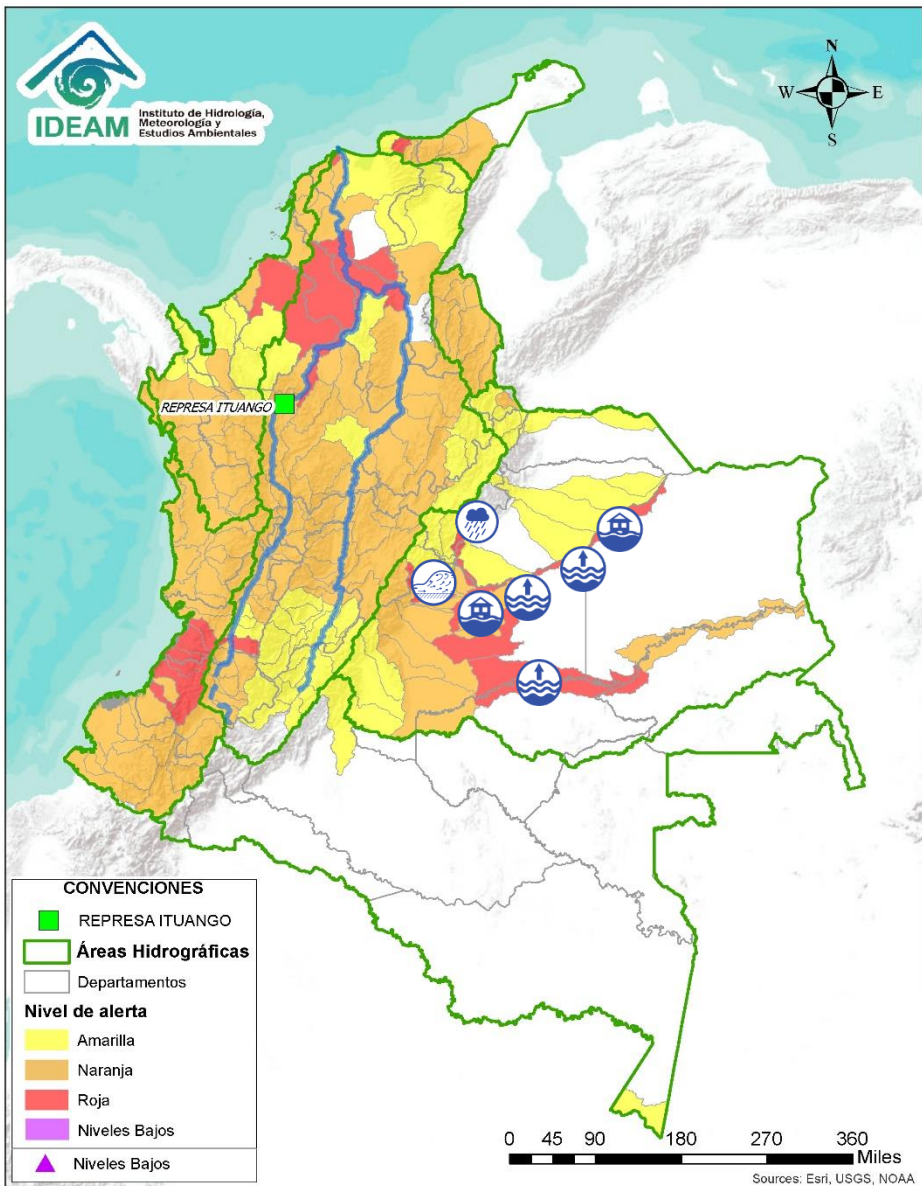 IDEAM
Instituto de Hidrología,
Meteorología y
Estudios Ambientales
N
W
E
S
REPRESA ITUANGO
CONVENCIONES
REPRESA ITUANGO
Áreas Hidrográficas
Departamentos
Nivel de alerta
Amarilla
Naranja
Roja
Niveles Bajos
Niveles Bajos
0 45 90 180 270 360
Miles
Sources: Esri, USGS, NOAA